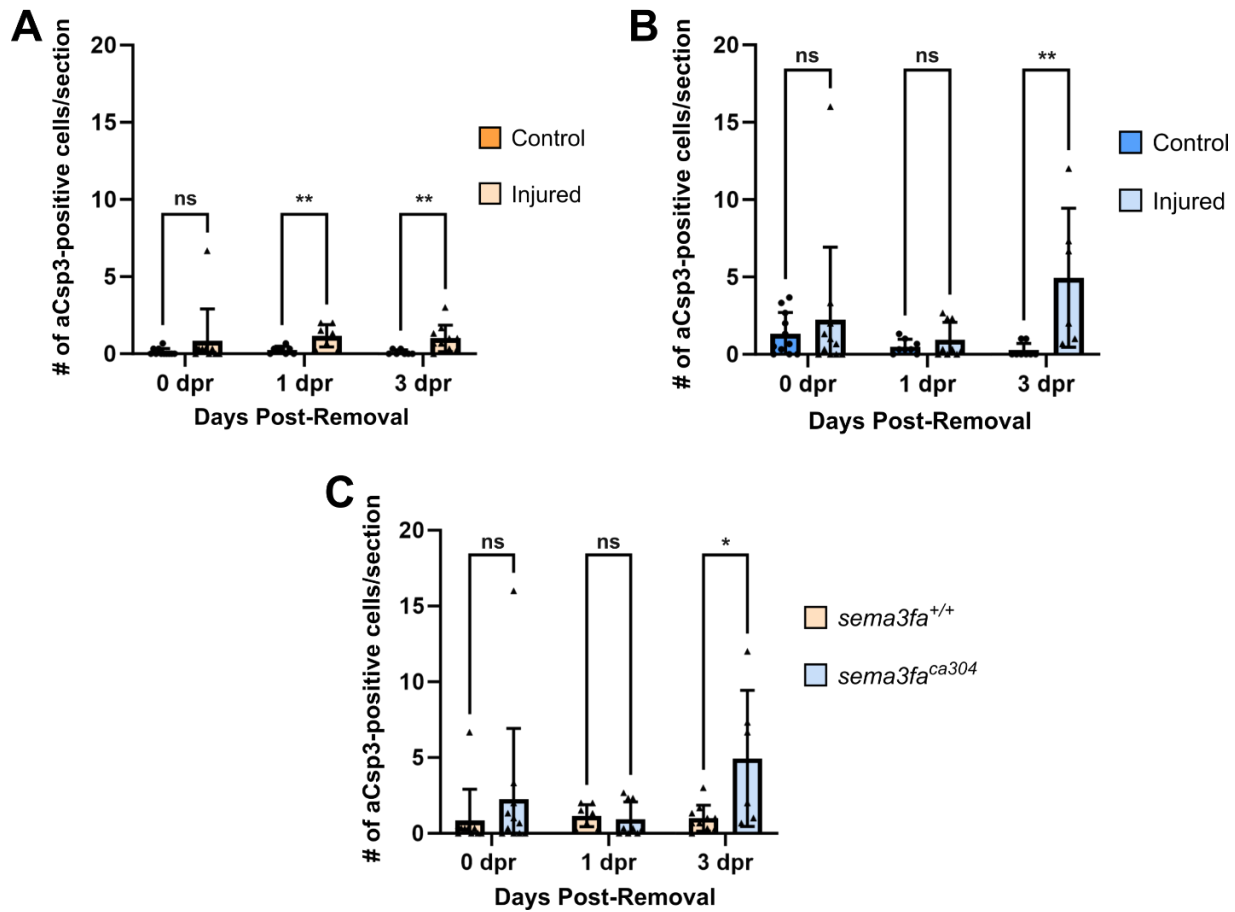 A
# of aCsp3-positive cells/section
20
15
10
5
0
ns
**
**
0 dpr
1 dpr
3 dpr
Days Post-Removal
Control
Injured
B
# of aCsp3-positive cells/section
20
15
10
5
0
ns
ns
**
0 dpr
1 dpr
3 dpr
Days Post-Removal
Control
Injured
C
# of aCsp3-positive cells/section
20
15
10
5
0
ns
ns
*
0 dpr
1 dpr
3 dpr
Days Post-Removal
sema3fa+/+
sema3faca304